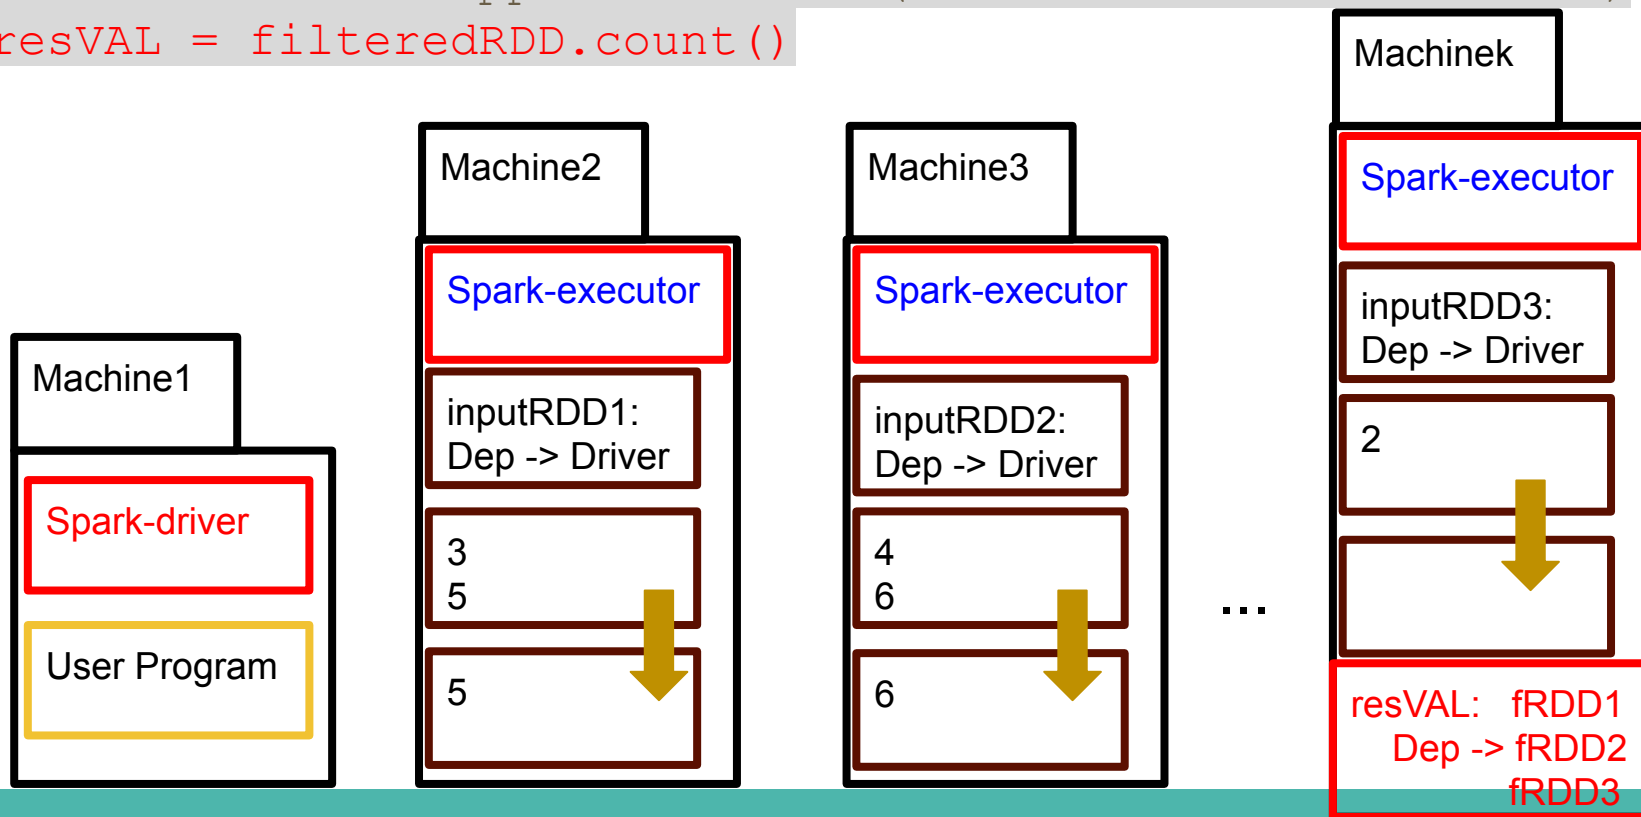 resVAL = filteredRDD.count()
Machine1
Spark-driver
User Program
Machine2
Spark-executor
inputRDD1:
Dep -> Driver
3
5
5
Machine3
Spark-executor
inputRDD2:
Dep -> Driver
4
6
6
...
Machinek
Spark-executor
inputRDD3:
Dep -> Driver
2
resVAL: fRDD1
Dep -> fRDD2
fRDD3